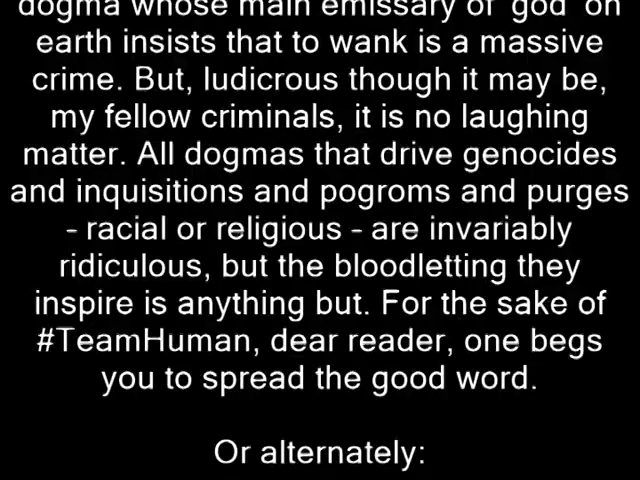 dogma whose main emissary of 'god' on
earth insists that to wank is a massive
crime. But, ludicrous though it may be,
my fellow criminals, it is no laughing
matter. All dogmas that drive genocides
and inquisitions and pogroms and purges
- racial or religious - are invariably
ridiculous, but the bloodletting they
inspire is anything but. For the sake of
#TeamHuman, dear reader, one begs
you to spread the good word.
Or alternately: